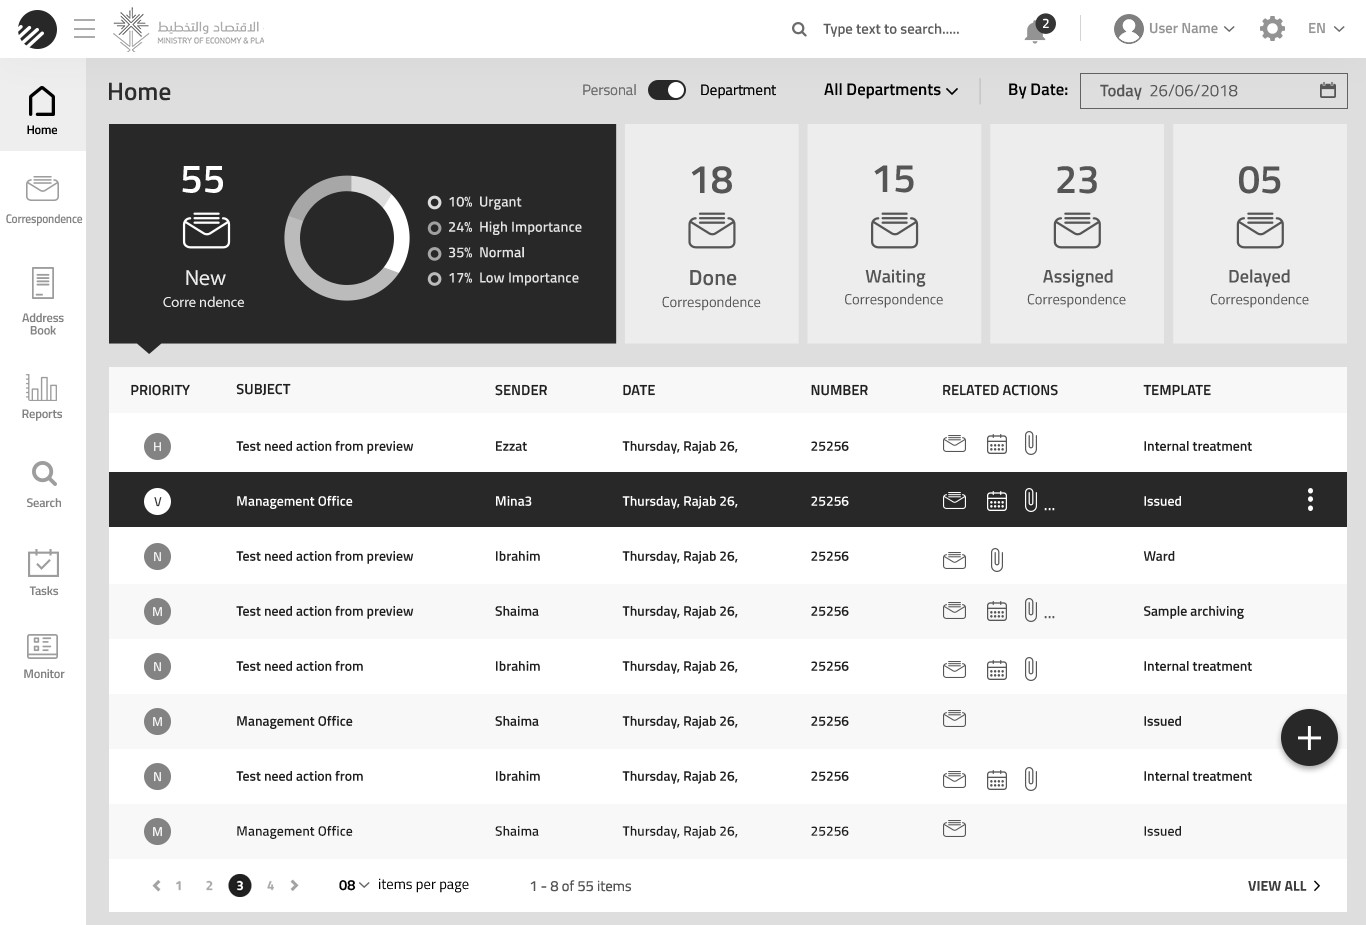 الاقتصاد والتخطيط
MINISTRY OF ECONOMY & PLA
Type text to search.....
2
User Name
EN
Home
Correspondence
Address
Book
Reports
Search
Tasks
Monitor
Home
Personal
Department
All Departments
By Date:
Today 26/06/2018
55
New
Corre ndence
10% Urgant
24% High Importance
35% Normal
17% Low Importance
18
Done
Correspondence
15
Waiting
Correspondence
23
Assigned
Correspondence
05
Delayed
Correspondence
PRIORITY SUBJECT SENDER DATE NUMBER RELATED ACTIONS TEMPLATE
H Test need action from preview Ezzat Thursday, Rajab 26, 25256 Internal treatment
V Management Office Mina3 Thursday, Rajab 26, 25256 ... Issued
N Test need action from preview Ibrahim Thursday, Rajab 26, 25256 Ward
M Test need action from preview Shaima Thursday, Rajab 26, 25256 ... Sample archiving
N Test need action from Ibrahim Thursday, Rajab 26, 25256 Internal treatment
M Management Office Shaima Thursday, Rajab 26, 25256 Issued
N Test need action from Ibrahim Thursday, Rajab 26, 25256 Internal treatment
M Management Office Shaima Thursday, Rajab 26, 25256 Issued
1 2 3 4 08 items per page 1 - 8 of 55 items VIEW ALL